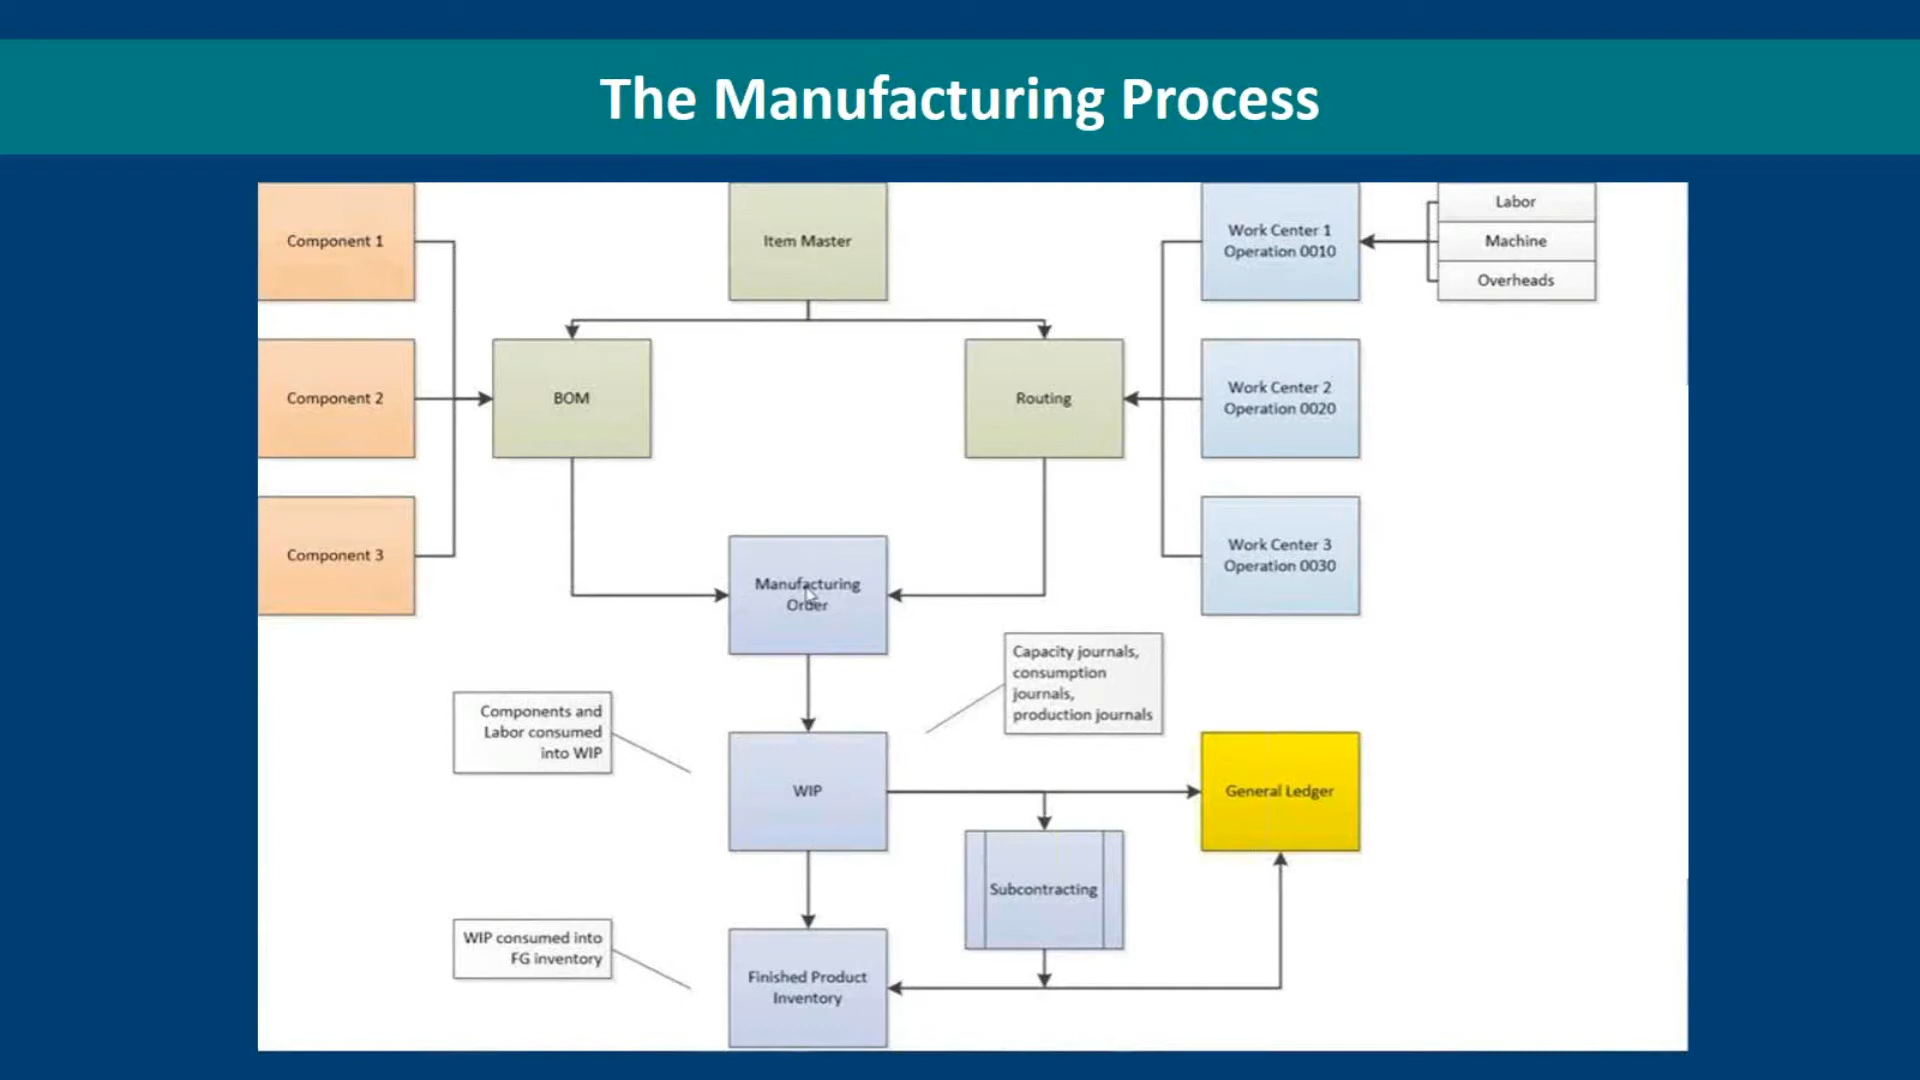 The Manufacturing Process
Component 1
Item Master
Work Center 1
Operation 0010
Labor
Machine
Overheads
Component 2
BOM
Routing
Work Center 2
Operation 0020
Component 3
Manufacturing
Order
Work Center 3
Operation 0030
Capacity journals,
consumption
journals,
production journals
Components and
Labor consumed
into WIP
WIP
General Ledger
Subcontracting
WIP consumed into
FG inventory
Finished Product
Inventory